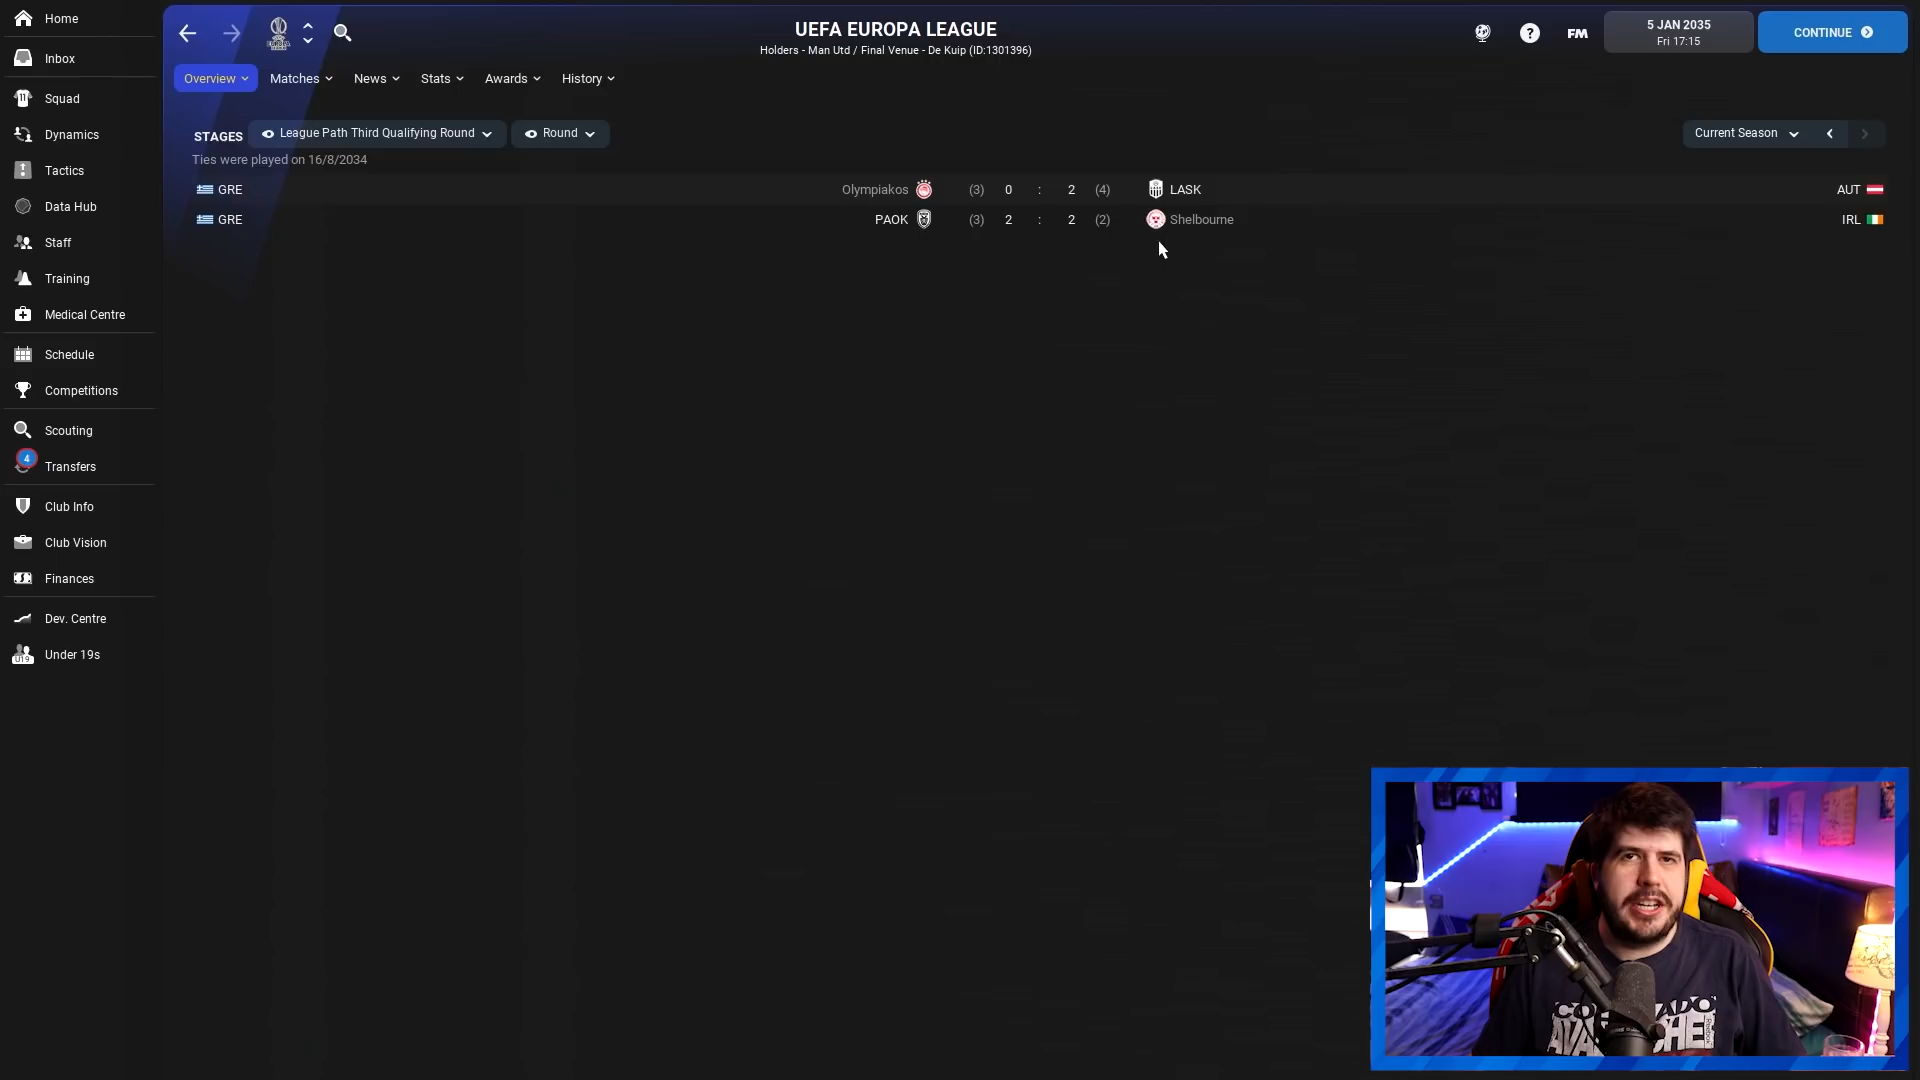 Home
Inbox
Squad
Dynamics
Tactics
Data Hub
Staff
Training
Medical Centre
Schedule
Competitions
Scouting
4
Transfers
Club Info
Club Vision
Finances
Dev. Centre
U19
Under 19s
UEFA EUROPA LEAGUE
Holders - Man Utd / Final Venue - De Kuip (ID:1301396)
FM
5 JAN 2035
Fri 17:15
CONTINUE
Overview Matches News Stats Awards History
STAGES League Path Third Qualifying Round Round Current Season
Ties were played on 16/8/2034
GRE Olympiakos (3) 0 : 2 (4) LASK AUT
GRE PAOK (3) 2 : 2 (2) Shelbourne IRL